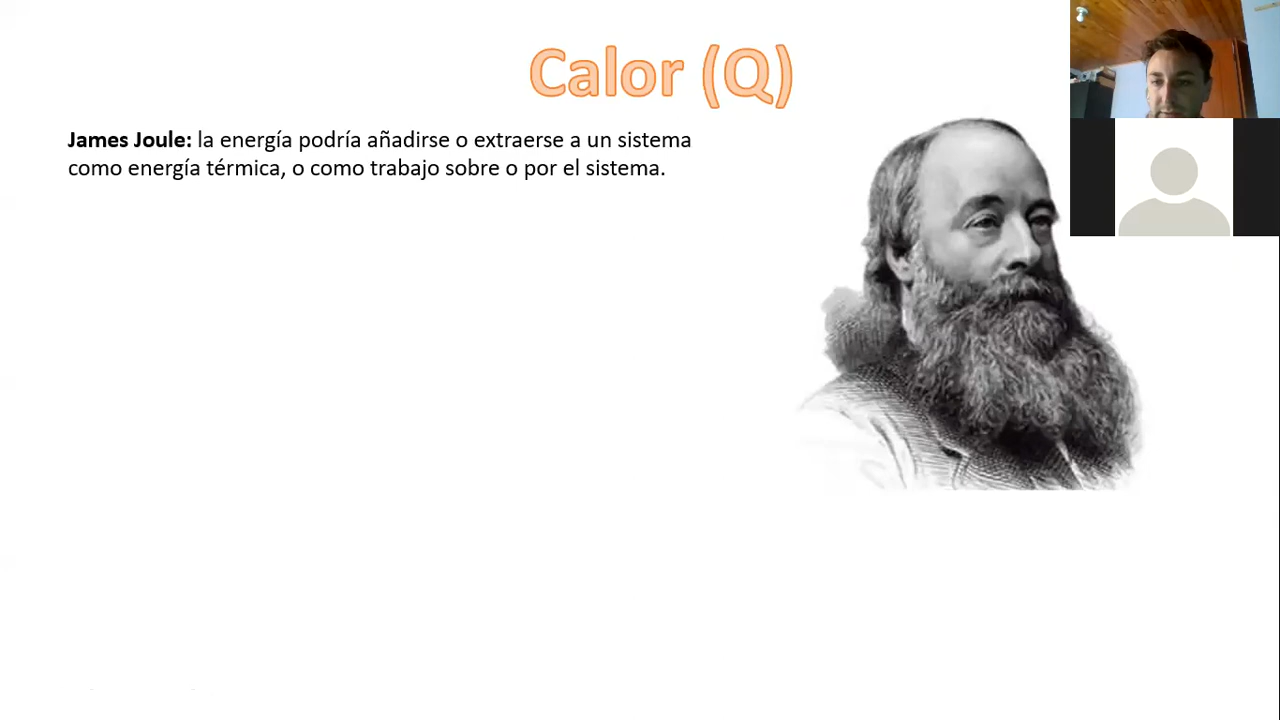 Calor (Q)
James Joule: la energía podría añadirse o extraerse a un sistema
como energía térmica, o como trabajo sobre o por el sistema.